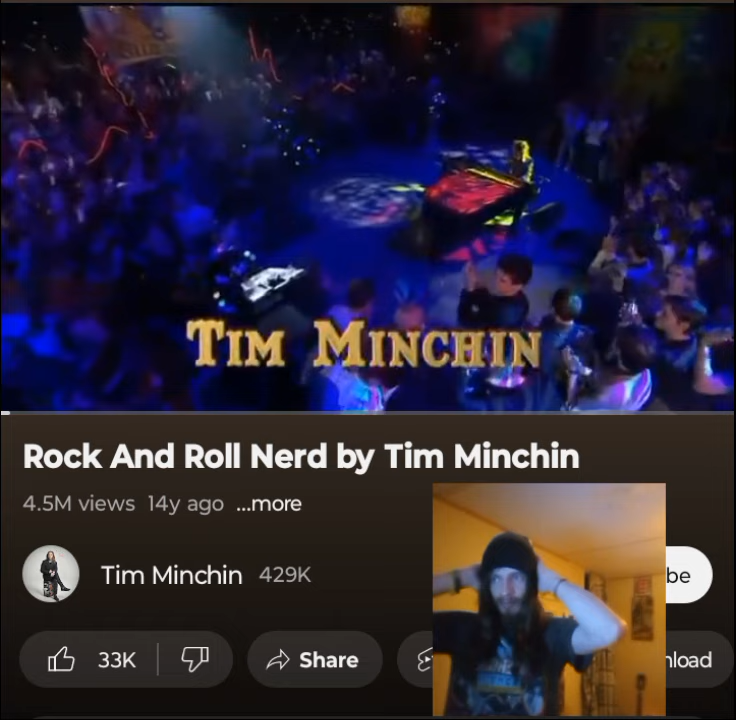 TIM MINCHIN
Rock And Roll Nerd by Tim Minchin
4.5M views 14y ago ...more
Tim Minchin 429K
be
33K Share nload